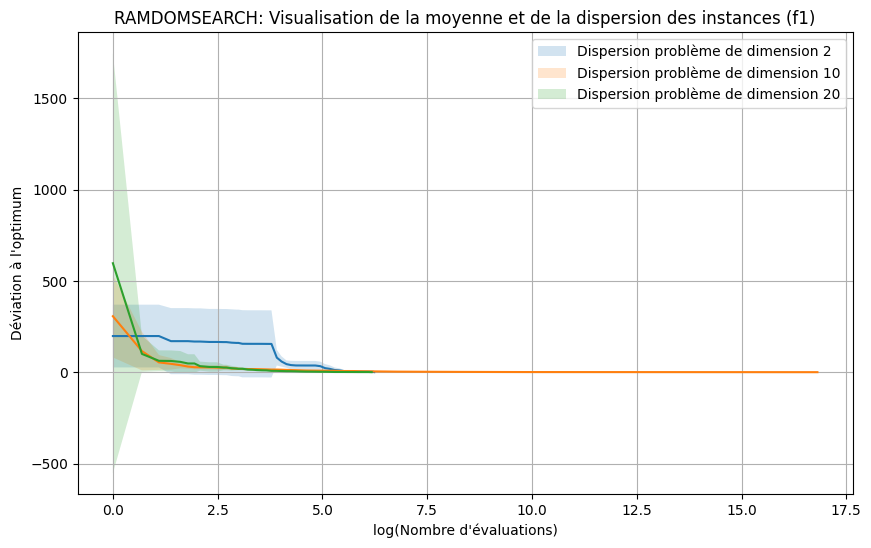 RAMDOMSEARCH: Visualisation de la moyenne et de la dispersion des instances (f1)
Dispersion problème de dimension 2
Dispersion problème de dimension 10
Dispersion problème de dimension 20
Déviation à l'optimum
1500
1000
500
0
−500
0.0 2.5 5.0 7.5 10.0 12.5 15.0 17.5
log(Nombre d'évaluations)